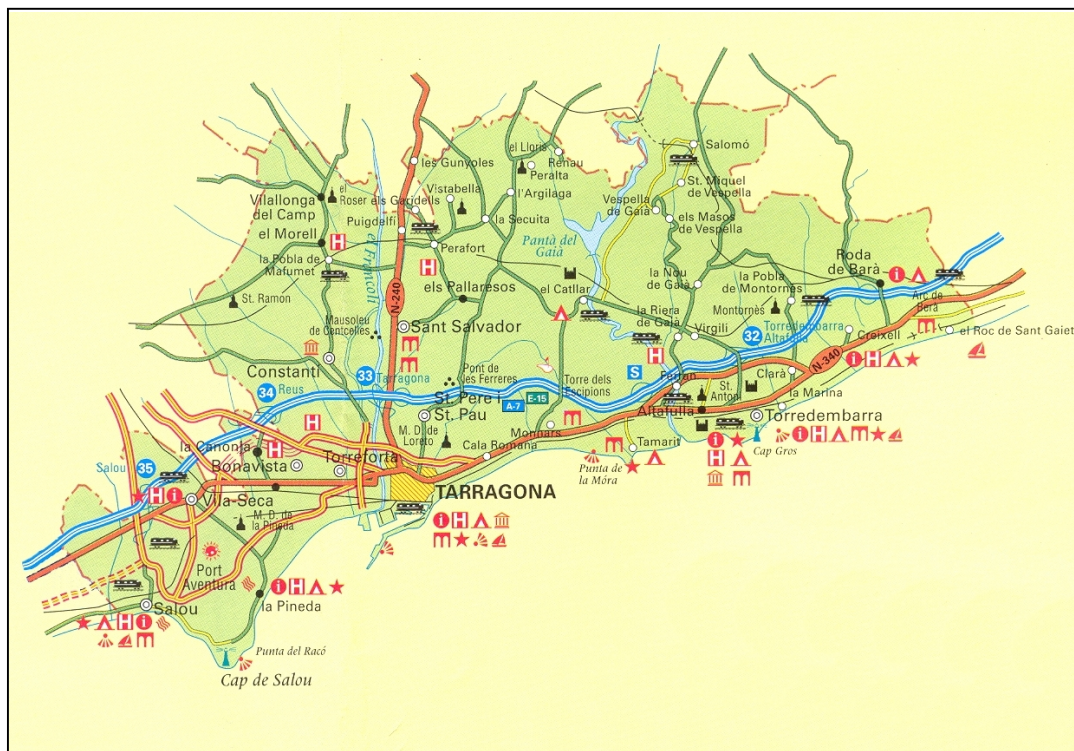 les Gunyoles
el Lloris
Renau
Peralta
Salomó
Vilallonga
del Camp
el
Roser
els Garidells
Vistabella
l'Argilaga
St. Miquel
de Vespella
Vespella
de Gaià
els Masos
de Vespella
el Morell
H
Puigdelfí
la Secuita
Perafort
Pantà del
Gaià
la Pobla de
Mafumet
H
el Francolí
els Pallaresos
el Catllar
la Nou
de Gaià
la Pobla
de Montornès
Roda
de Barà
i
St. Ramon
N-240
Montornès
Arc de
Berà
Mausoleu
de Centcelles
Sant Salvador
la Riera
de Gaià
Virgili
32
Torredembarra
Altafulla
Creixell
el Roc de Sant Gaietà
H
N-340
i H
Constantí
33
Tarragona
Pont de
les Ferreres
Torre dels
Escipions
S
Ferran
Clarà
34
Reus
St. Pere i
St. Pau
A-7
E-15
St.
Antoni
la Marina
H
M. D. de
Loreto
Monnars
Altafulla
Torredembarra
la Canonja
H
Cala Romana
Tamarit
i
H
Cap Gros
i H
Salou
35
Bonavista
Torreforta
Punta de
la Móra
H i
Vila-Seca
TARRAGONA
M. D. de
la Pineda
i H
Port
Aventura
i H
la Pineda
Salou
H i
Punta del Racó
Cap de Salou